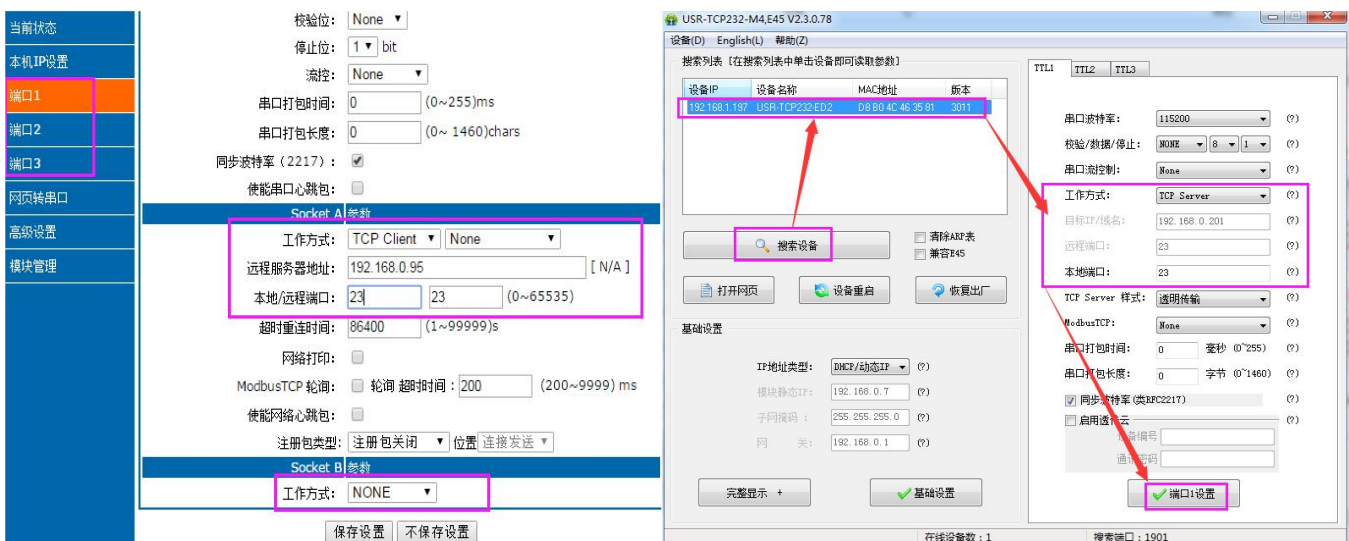 当前状态
本机IP设置
端口1
端口2
端口3
网页转串口
高级设置
模块管理
校验位: None
停止位: 1 bit
流控: None
串口打包时间: 0 (0~255)ms
串口打包长度: 0 (0~ 1460)chars
同步波特率(2217):
使能串口心跳包:
Socket A 参数
工作方式: TCP Client None
远程服务器地址: 192.168.0.95 [ N/A ]
本地/远程端口: 23 23 (0~65535)
超时重连时间: 86400 (1~99999)s
网络打印:
ModbusTCP 轮询: 轮询 超时时间 : 200 (200~9999) ms
使能网络心跳包:
注册包类型: 注册包关闭 位置 连接发送
Socket B 参数
工作方式: NONE
保存设置 不保存设置
USR-TCP232-M4,E45 V2.3.0.78
设备(D) English(L) 帮助(Z)
搜索列表 [在搜索列表中单击设备即可读取参数]
设备IP 设备名称 MAC地址 版本
192.168.1.197 USR-TCP232-ED2 D8 B0 4C 46 35 81 3011
搜索设备
清除ARP表
兼容E45
打开网页 设备重启 恢复出厂
基础设置
IP地址类型: DHCP/动态IP (?)
模块静态IP: 192.168.0.7 (?)
子网掩码 : 255.255.255.0 (?)
网 关: 192.168.0.1 (?)
完整显示 + 基础设置
TTL1 TTL2 TTL3
串口波特率: 115200 (?)
校验/数据/停止: NONE 8 1 (?)
串口流控制: None (?)
工作方式: TCP Server (?)
目标IP/域名: 192.168.0.201 (?)
远程端口: 23 (?)
本地端口: 23 (?)
TCP Server 样式: 透明传输 (?)
ModbusTCP: None (?)
串口打包时间: 0 毫秒 (0~255) (?)
串口打包长度: 0 字节 (0~1460) (?)
同步波特率(类RFC2217) (?)
启用透传云 (?)
设备编号
通讯密码
端口1设置
在线设备数:1 搜索端口:1901